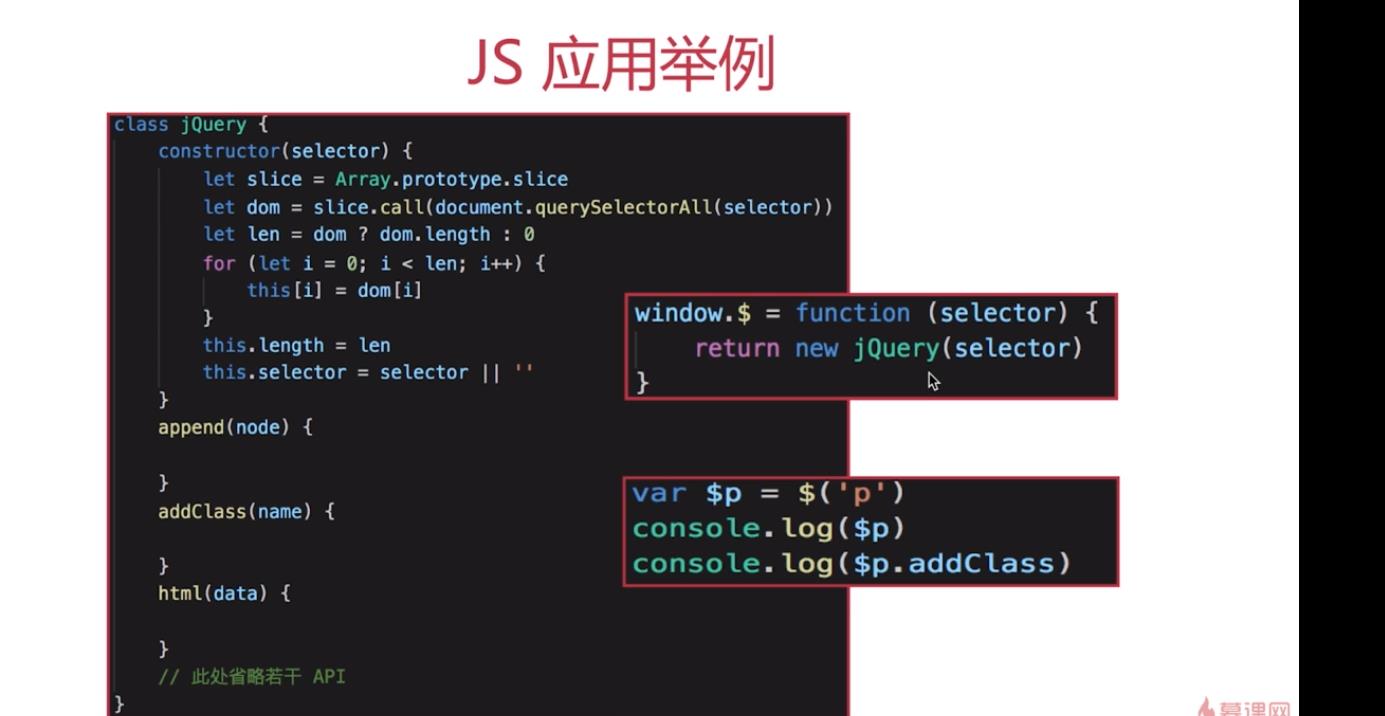 JS 应用举例
class jQuery {
constructor(selector) {
let slice = Array.prototype.slice
let dom = slice.call(document.querySelectorAll(selector))
let len = dom ? dom.length : 0
for (let i = 0; i < len; i++) {
this[i] = dom[i]
}
this.length = len
this.selector = selector || ''
}
append(node) {
}
addClass(name) {
}
html(data) {
}
// 此处省略若干 API
}
window.$ = function (selector) {
return new jQuery(selector)
}
var $p = $('p')
console.log($p)
console.log($p.addClass)
慕课网